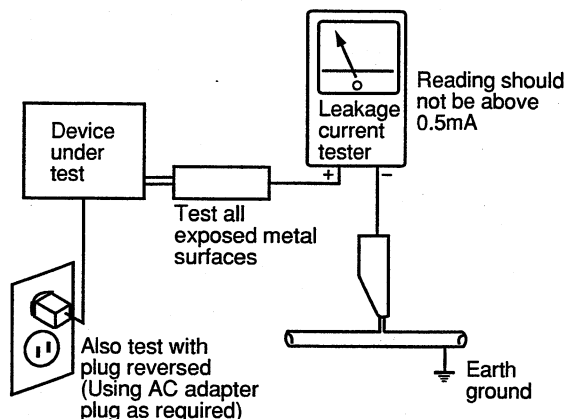 Device
under
test
Leakage
current
tester
+
−
Reading should
not be above
0.5mA
Test all
exposed metal
surfaces
Also test with
plug reversed
(Using AC adapter
plug as required)
Earth
ground